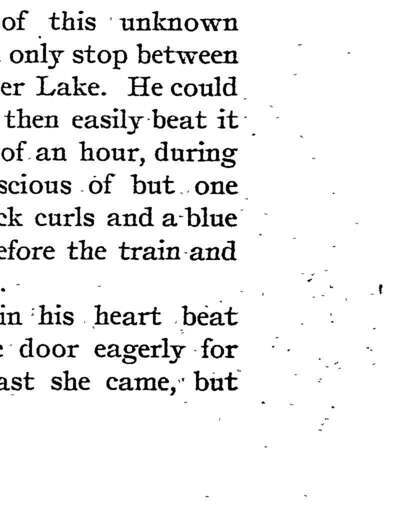 of this unknown
only stop between
er Lake. He could
then easily beat it
of an hour, during
scious of but one
ck curls and a blue
efore the train and
.
in his heart beat
e door eagerly for
ast she came, but